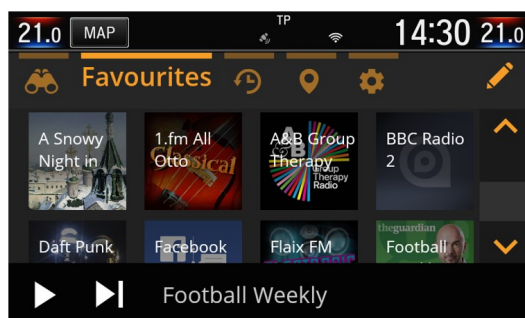 21.0 MAP TP 14:30 21.0
Favourites
A Snowy
Night in
1.fm All
Otto
Classical
A&B Group
Therapy
A&B
Group
Therapy
Radio
BBC Radio
2
Daft Punk
Facebook
Flaix FM
theguardian
Football
Football Weekly